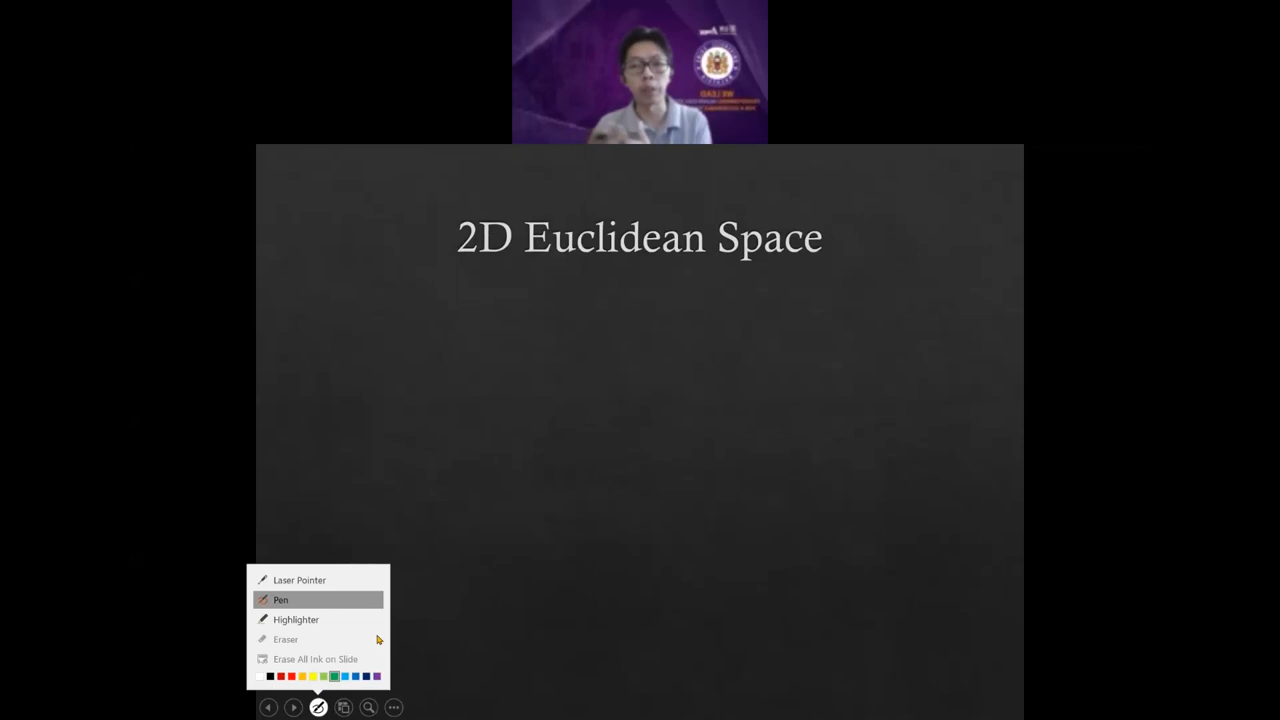 2D Euclidean Space
Laser Pointer
Pen
Highlighter
Eraser
Erase All Ink on Slide